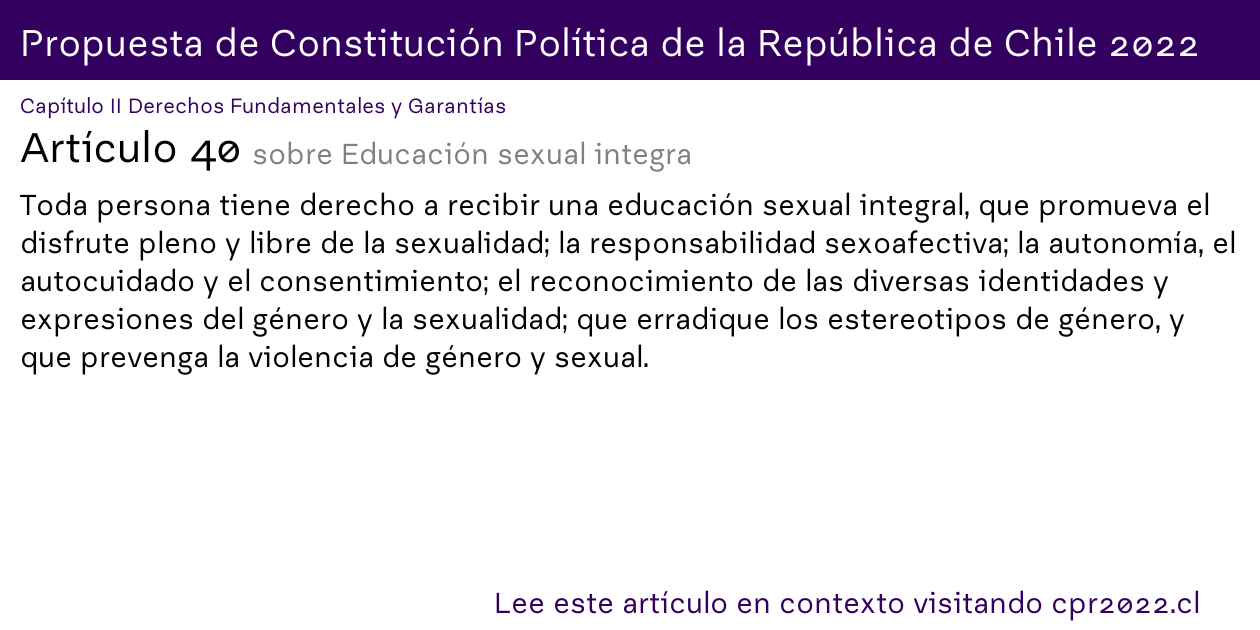 Propuesta de Constitución Política de la República de Chile 2022
Capítulo II Derechos Fundamentales y Garantías
Artículo 40 sobre Educación sexual integra
Toda persona tiene derecho a recibir una educación sexual integral, que promueva el
disfrute pleno y libre de la sexualidad; la responsabilidad sexoafectiva; la autonomía, el
autocuidado y el consentimiento; el reconocimiento de las diversas identidades y
expresiones del género y la sexualidad; que erradique los estereotipos de género, y
que prevenga la violencia de género y sexual.
Lee este artículo en contexto visitando cpr2022.cl